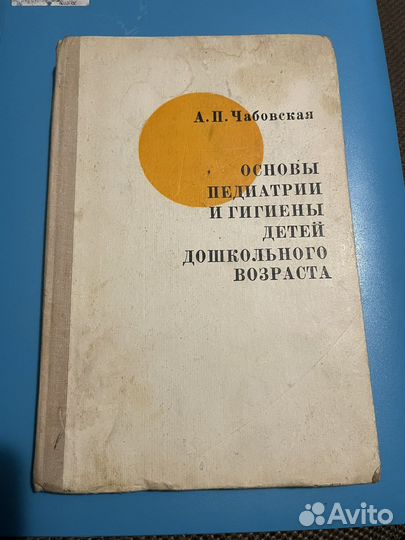 А. П. Чабовская
ОСНОВЫ
ПЕДИАТРИИ
И ГИГИЕНЫ
ДЕТЕЙ
ДОШКОЛЬНОГО
ВОЗРАСТА
Avito